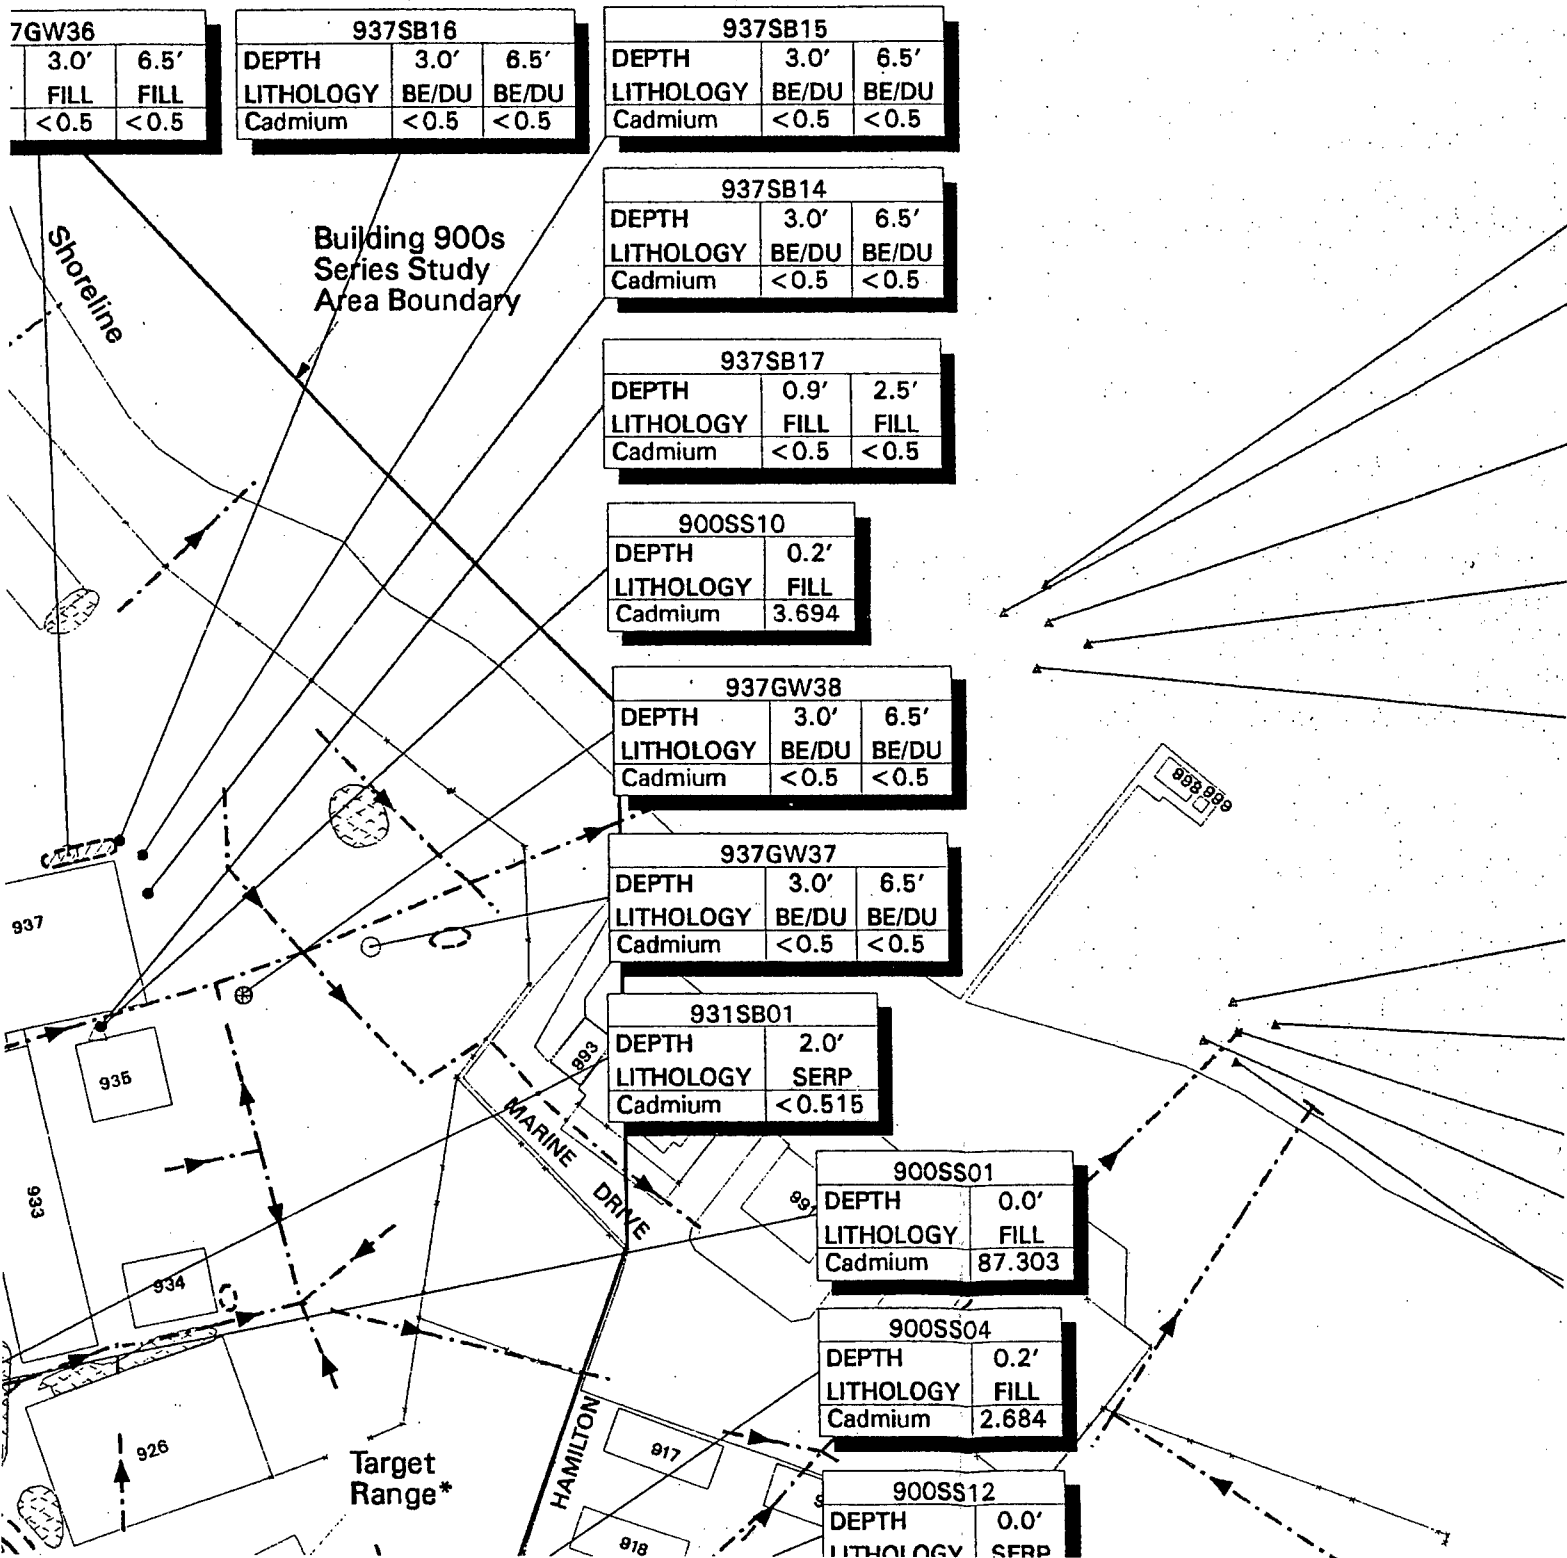 7GW36
3.0' 6.5'
FILL FILL
<0.5 <0.5
937SB16
DEPTH 3.0' 6.5'
LITHOLOGY BE/DU BE/DU
Cadmium <0.5 <0.5
937SB15
DEPTH 3.0' 6.5'
LITHOLOGY BE/DU BE/DU
Cadmium <0.5 <0.5
937SB14
DEPTH 3.0' 6.5'
LITHOLOGY BE/DU BE/DU
Cadmium <0.5 <0.5
Shoreline
Building 900s
Series Study
Area Boundary
937SB17
DEPTH 0.9' 2.5'
LITHOLOGY FILL FILL
Cadmium <0.5 <0.5
900SS10
DEPTH 0.2'
LITHOLOGY FILL
Cadmium 3.694
937GW38
DEPTH 3.0' 6.5'
LITHOLOGY BE/DU BE/DU
Cadmium <0.5 <0.5
937GW37
DEPTH 3.0' 6.5'
LITHOLOGY BE/DU BE/DU
Cadmium <0.5 <0.5
937
931SB01
DEPTH 2.0'
LITHOLOGY SERP
Cadmium <0.515
993
935
MARINE DRIVE
933
934
900SS01
DEPTH 0.0'
LITHOLOGY FILL
Cadmium 87.303
900SS04
DEPTH 0.2'
LITHOLOGY FILL
Cadmium 2.684
926
Target
Range*
HAMILTON
917
918
900SS12
DEPTH 0.0'
LITHOLOGY SERP